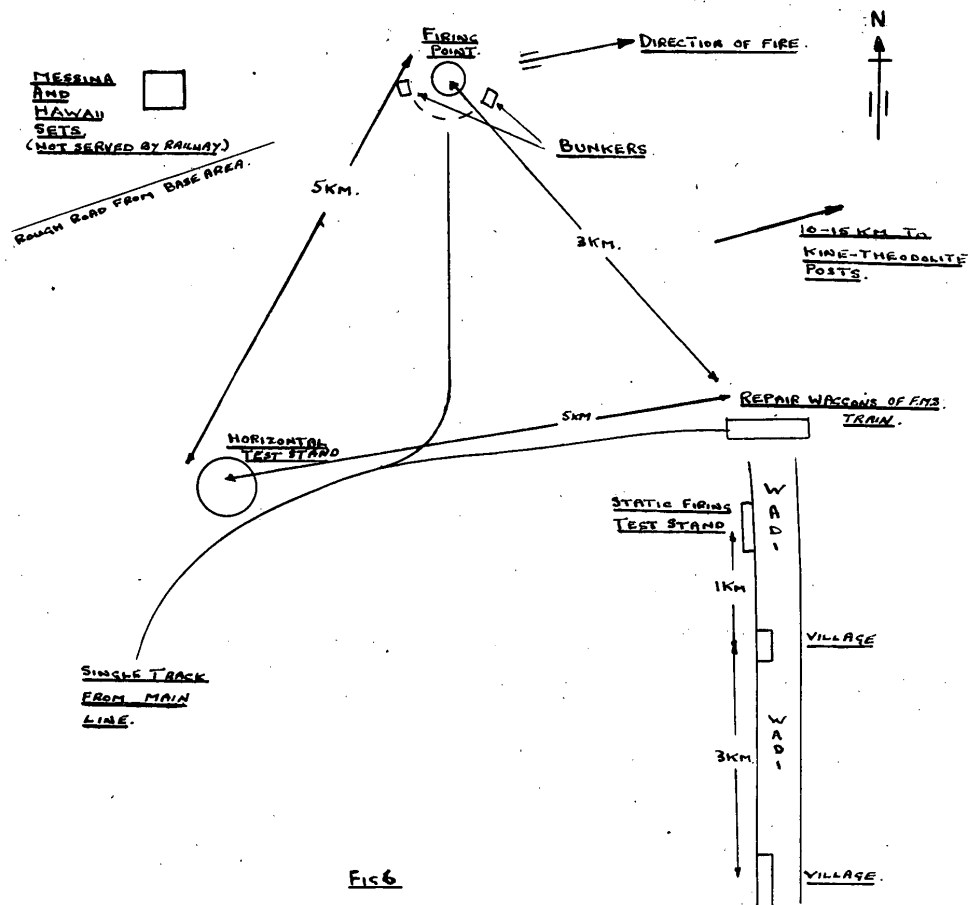 FIRING
POINT.
DIRECTION OF FIRE.
N
MESSINA
AND
HAWAII
SETS
(NOT SERVED BY RAILWAY)
BUNKERS
ROUGH ROAD FROM BASE AREA.
5KM.
3KM.
10-15 KM TO
KINE-THEODOLITE
POSTS.
REPAIR WAGGONS OF F.M.S.
TRAIN.
5KM
HORIZONTAL
TEST STAND
STATIC FIRING
TEST STAND
WADI
1KM
VILLAGE
SINGLE TRACK
FROM MAIN
LINE.
WADI
3KM
VILLAGE.
FIG 6